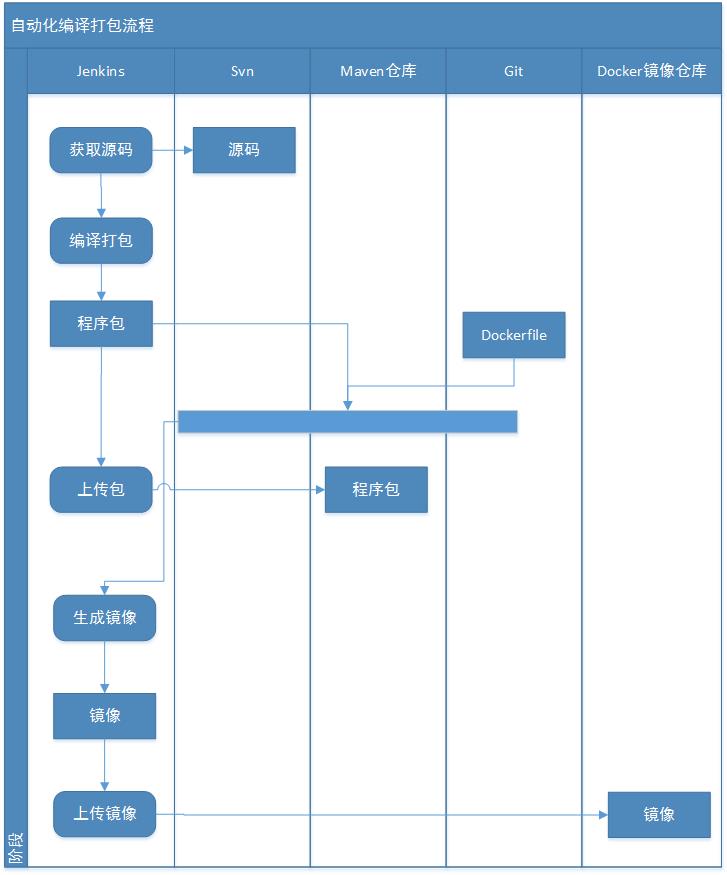 自动化编译打包流程
Jenkins
Svn
Maven仓库
Git
Docker镜像仓库
获取源码
源码
编译打包
程序包
Dockerfile
上传包
程序包
生成镜像
镜像
上传镜像
镜像
阶段